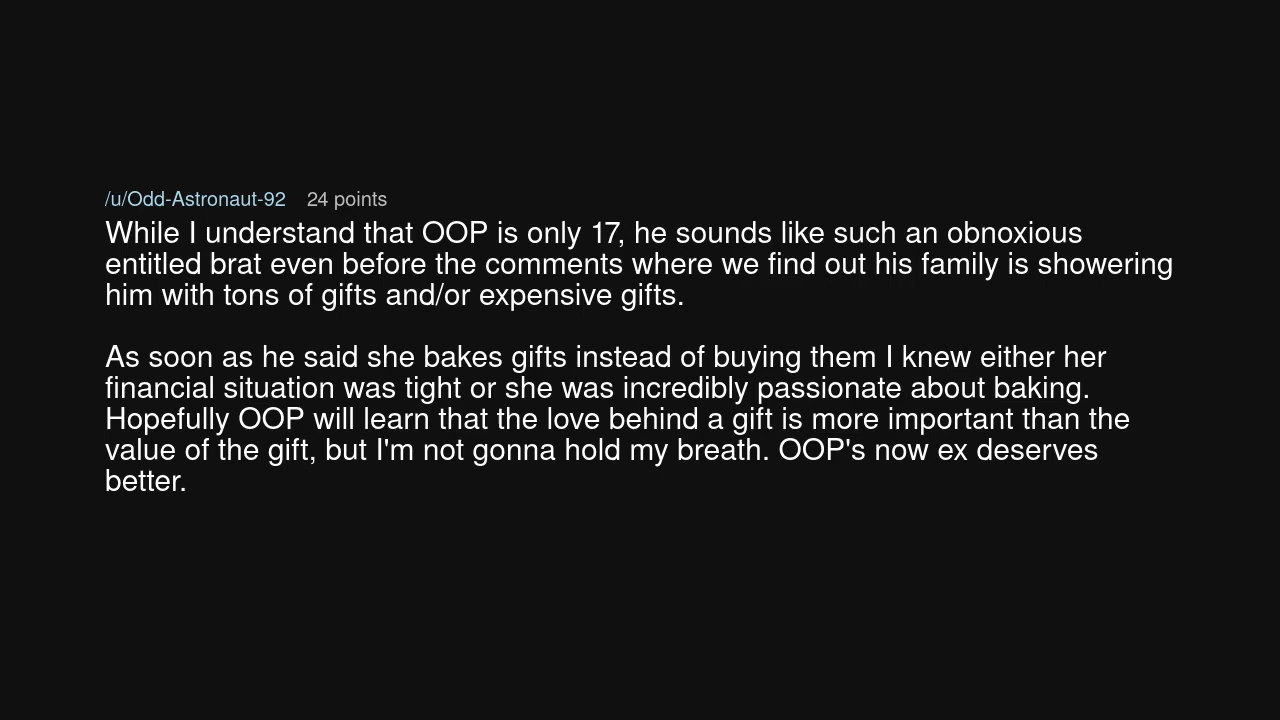 /u/Odd-Astronaut-92 24 points
While I understand that OOP is only 17, he sounds like such an obnoxious
entitled brat even before the comments where we find out his family is showering
him with tons of gifts and/or expensive gifts.
As soon as he said she bakes gifts instead of buying them I knew either her
financial situation was tight or she was incredibly passionate about baking.
Hopefully OOP will learn that the love behind a gift is more important than the
value of the gift, but I'm not gonna hold my breath. OOP's now ex deserves
better.